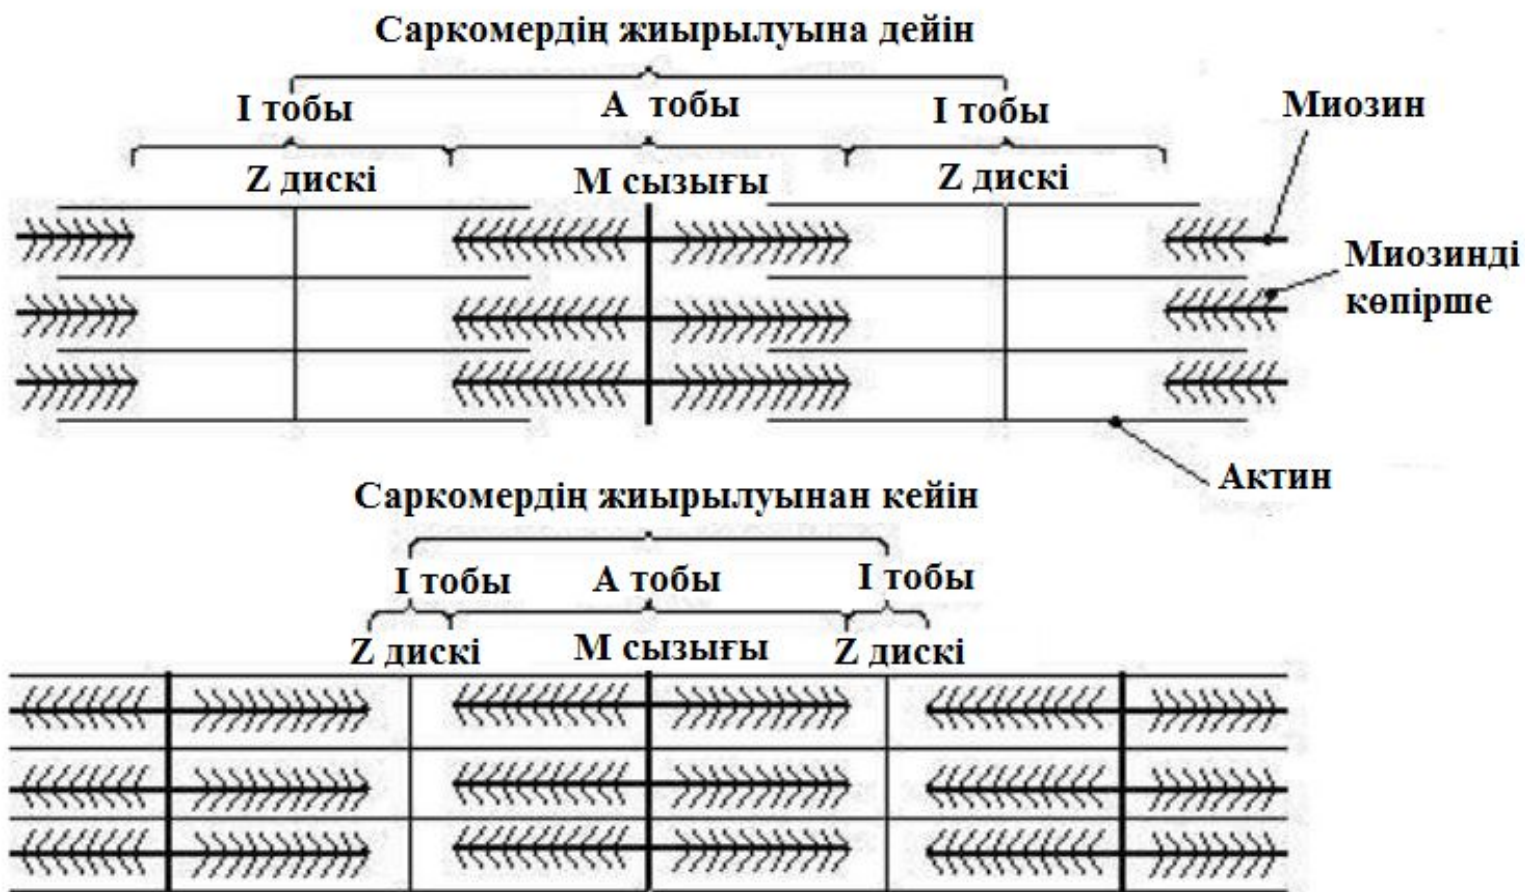 Саркомердің жиырылуына дейін
І тобы
А тобы
І тобы
Миозин
Z дискі
М сызығы
Z дискі
Миозинді
көпірше
Актин
Саркомердің жиырылуынан кейін
І тобы
А тобы
І тобы
Z дискі
М сызығы
Z дискі